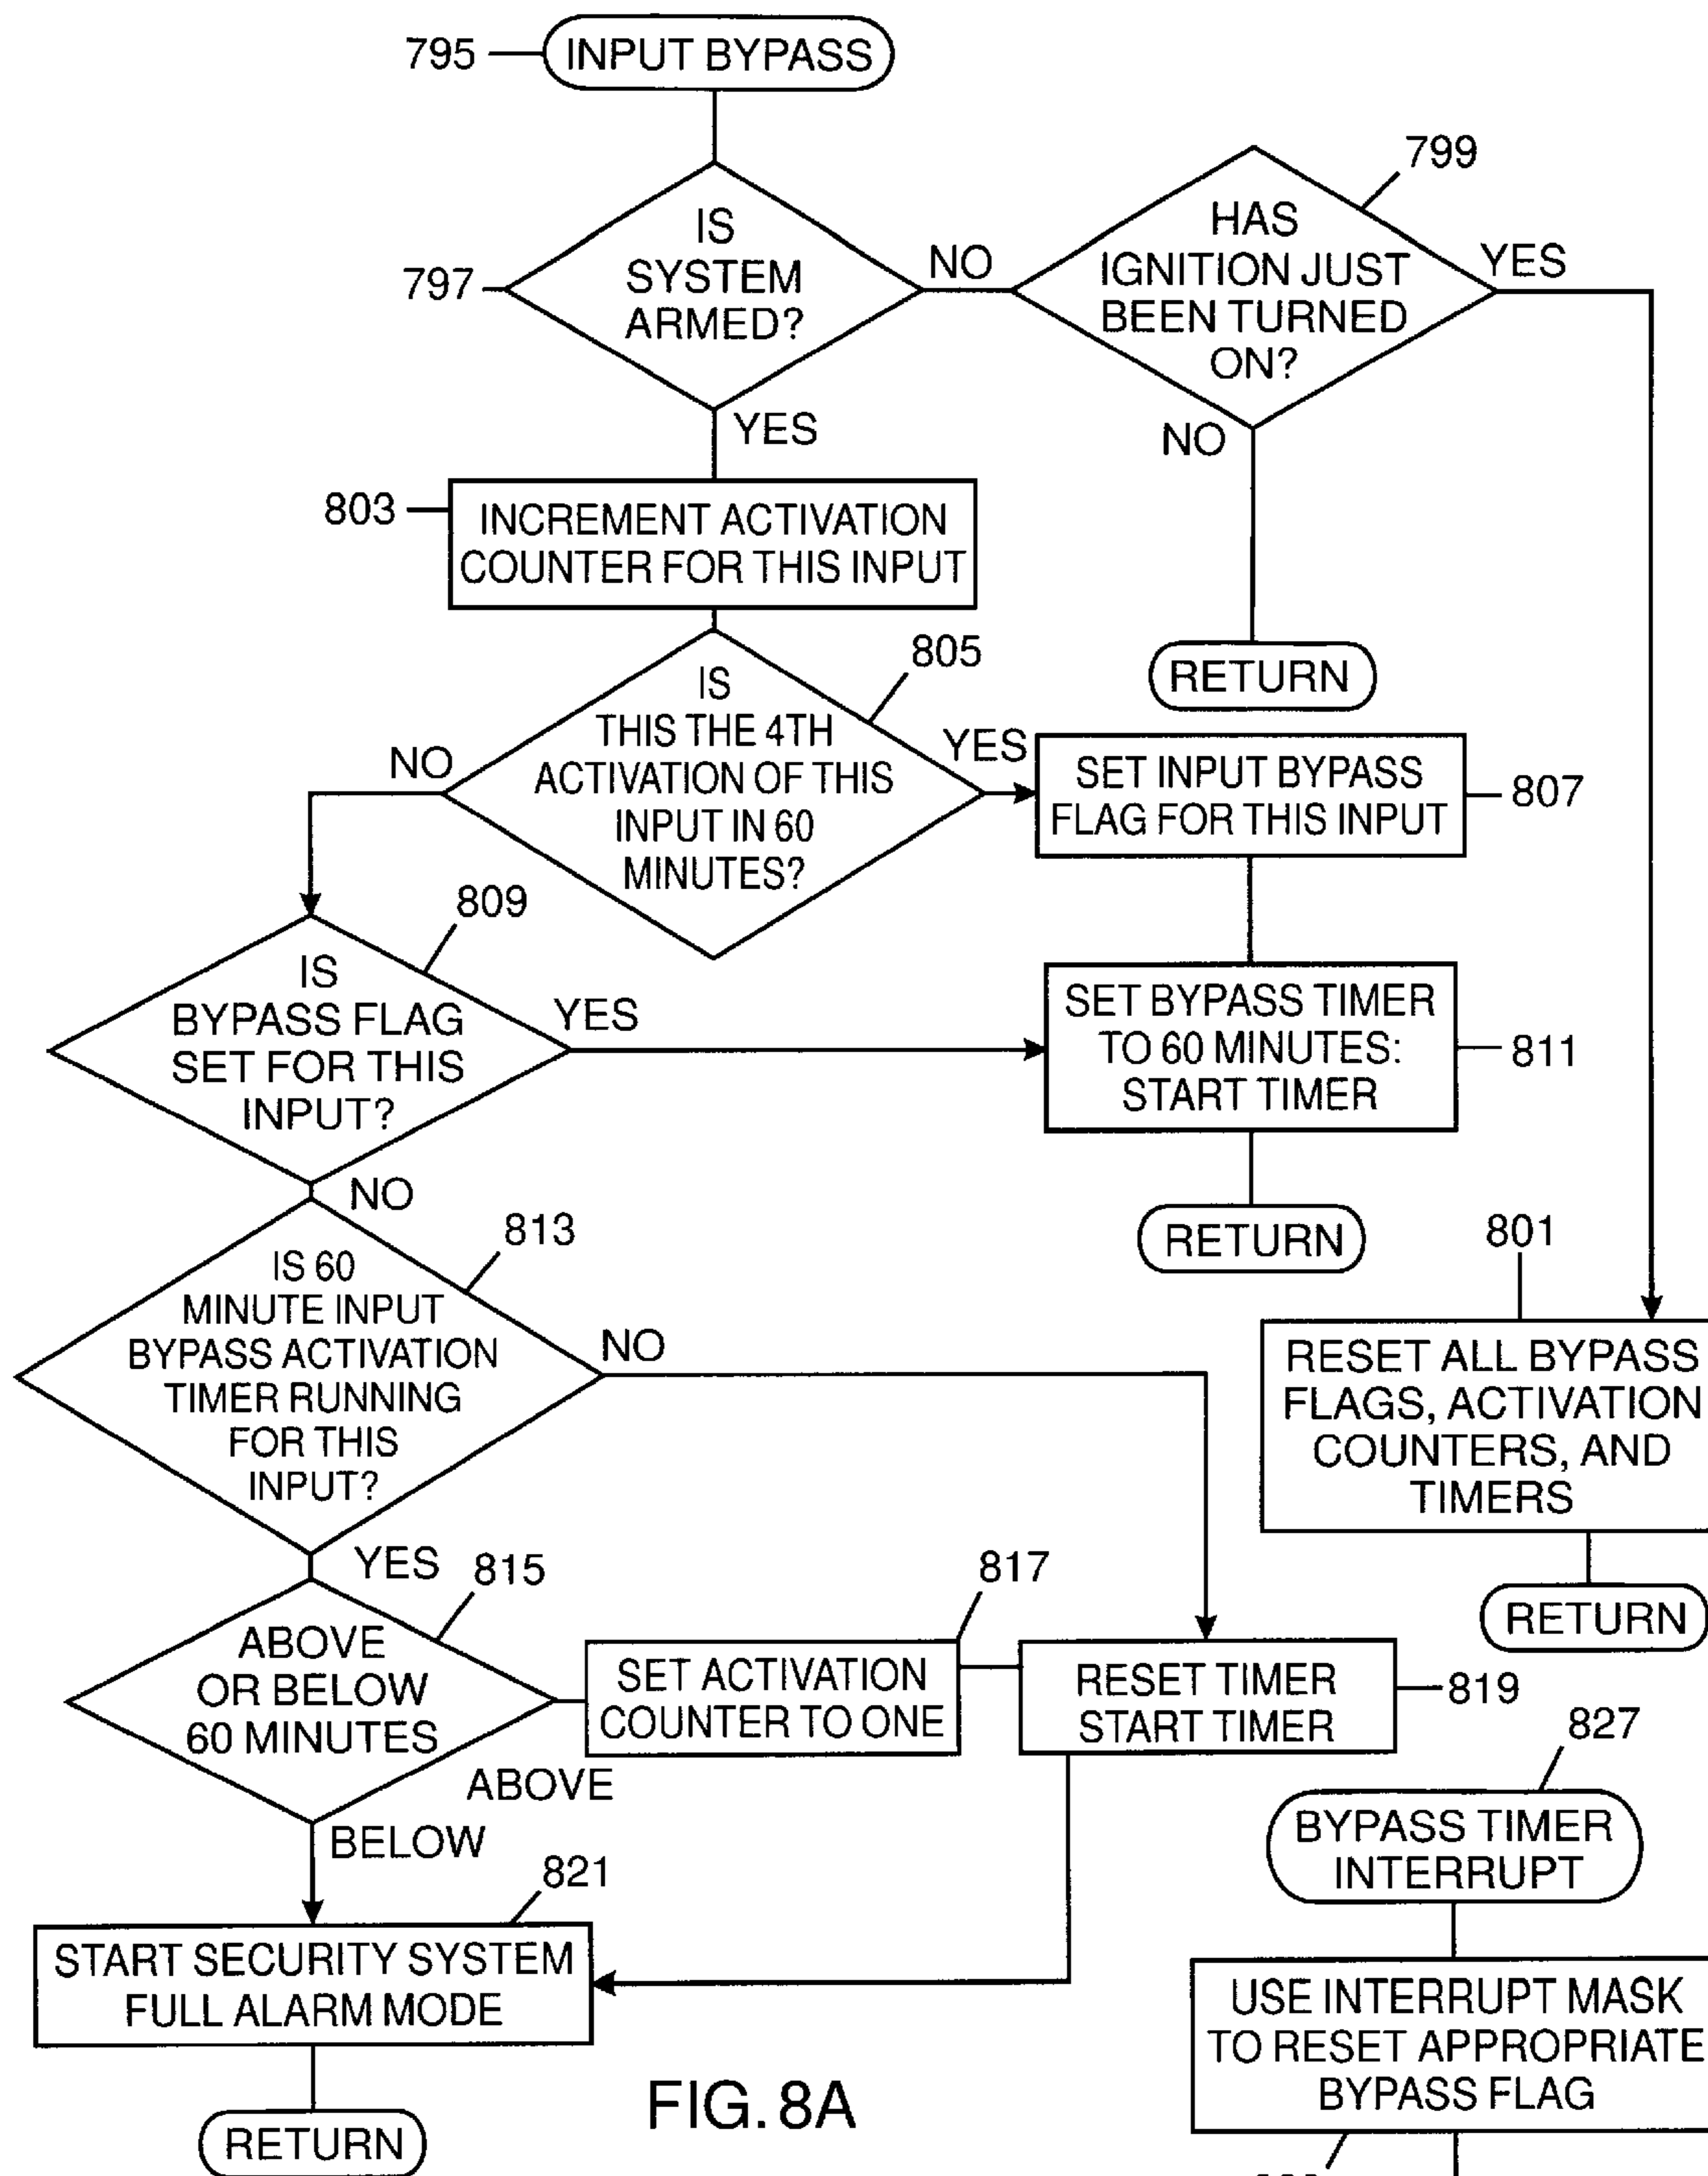 795
INPUT BYPASS
799
HAS
IGNITION JUST
BEEN TURNED
ON?
YES
NO
797
IS
SYSTEM
ARMED?
NO
YES
803
INCREMENT ACTIVATION
COUNTER FOR THIS INPUT
RETURN
805
IS
THIS THE 4TH
ACTIVATION OF THIS
INPUT IN 60
MINUTES?
NO
YES
SET INPUT BYPASS
FLAG FOR THIS INPUT
807
809
IS
BYPASS FLAG
SET FOR THIS
INPUT?
YES
SET BYPASS TIMER
TO 60 MINUTES:
START TIMER
811
NO
RETURN
813
IS 60
MINUTE INPUT
BYPASS ACTIVATION
TIMER RUNNING
FOR THIS
INPUT?
NO
801
RESET ALL BYPASS
FLAGS, ACTIVATION
COUNTERS, AND
TIMERS
RETURN
YES
815
ABOVE
OR BELOW
60 MINUTES
817
SET ACTIVATION
COUNTER TO ONE
RESET TIMER
START TIMER
819
ABOVE
BELOW
827
BYPASS TIMER
INTERRUPT
821
START SECURITY SYSTEM
FULL ALARM MODE
USE INTERRUPT MASK
TO RESET APPROPRIATE
BYPASS FLAG
RETURN
FIG. 8A